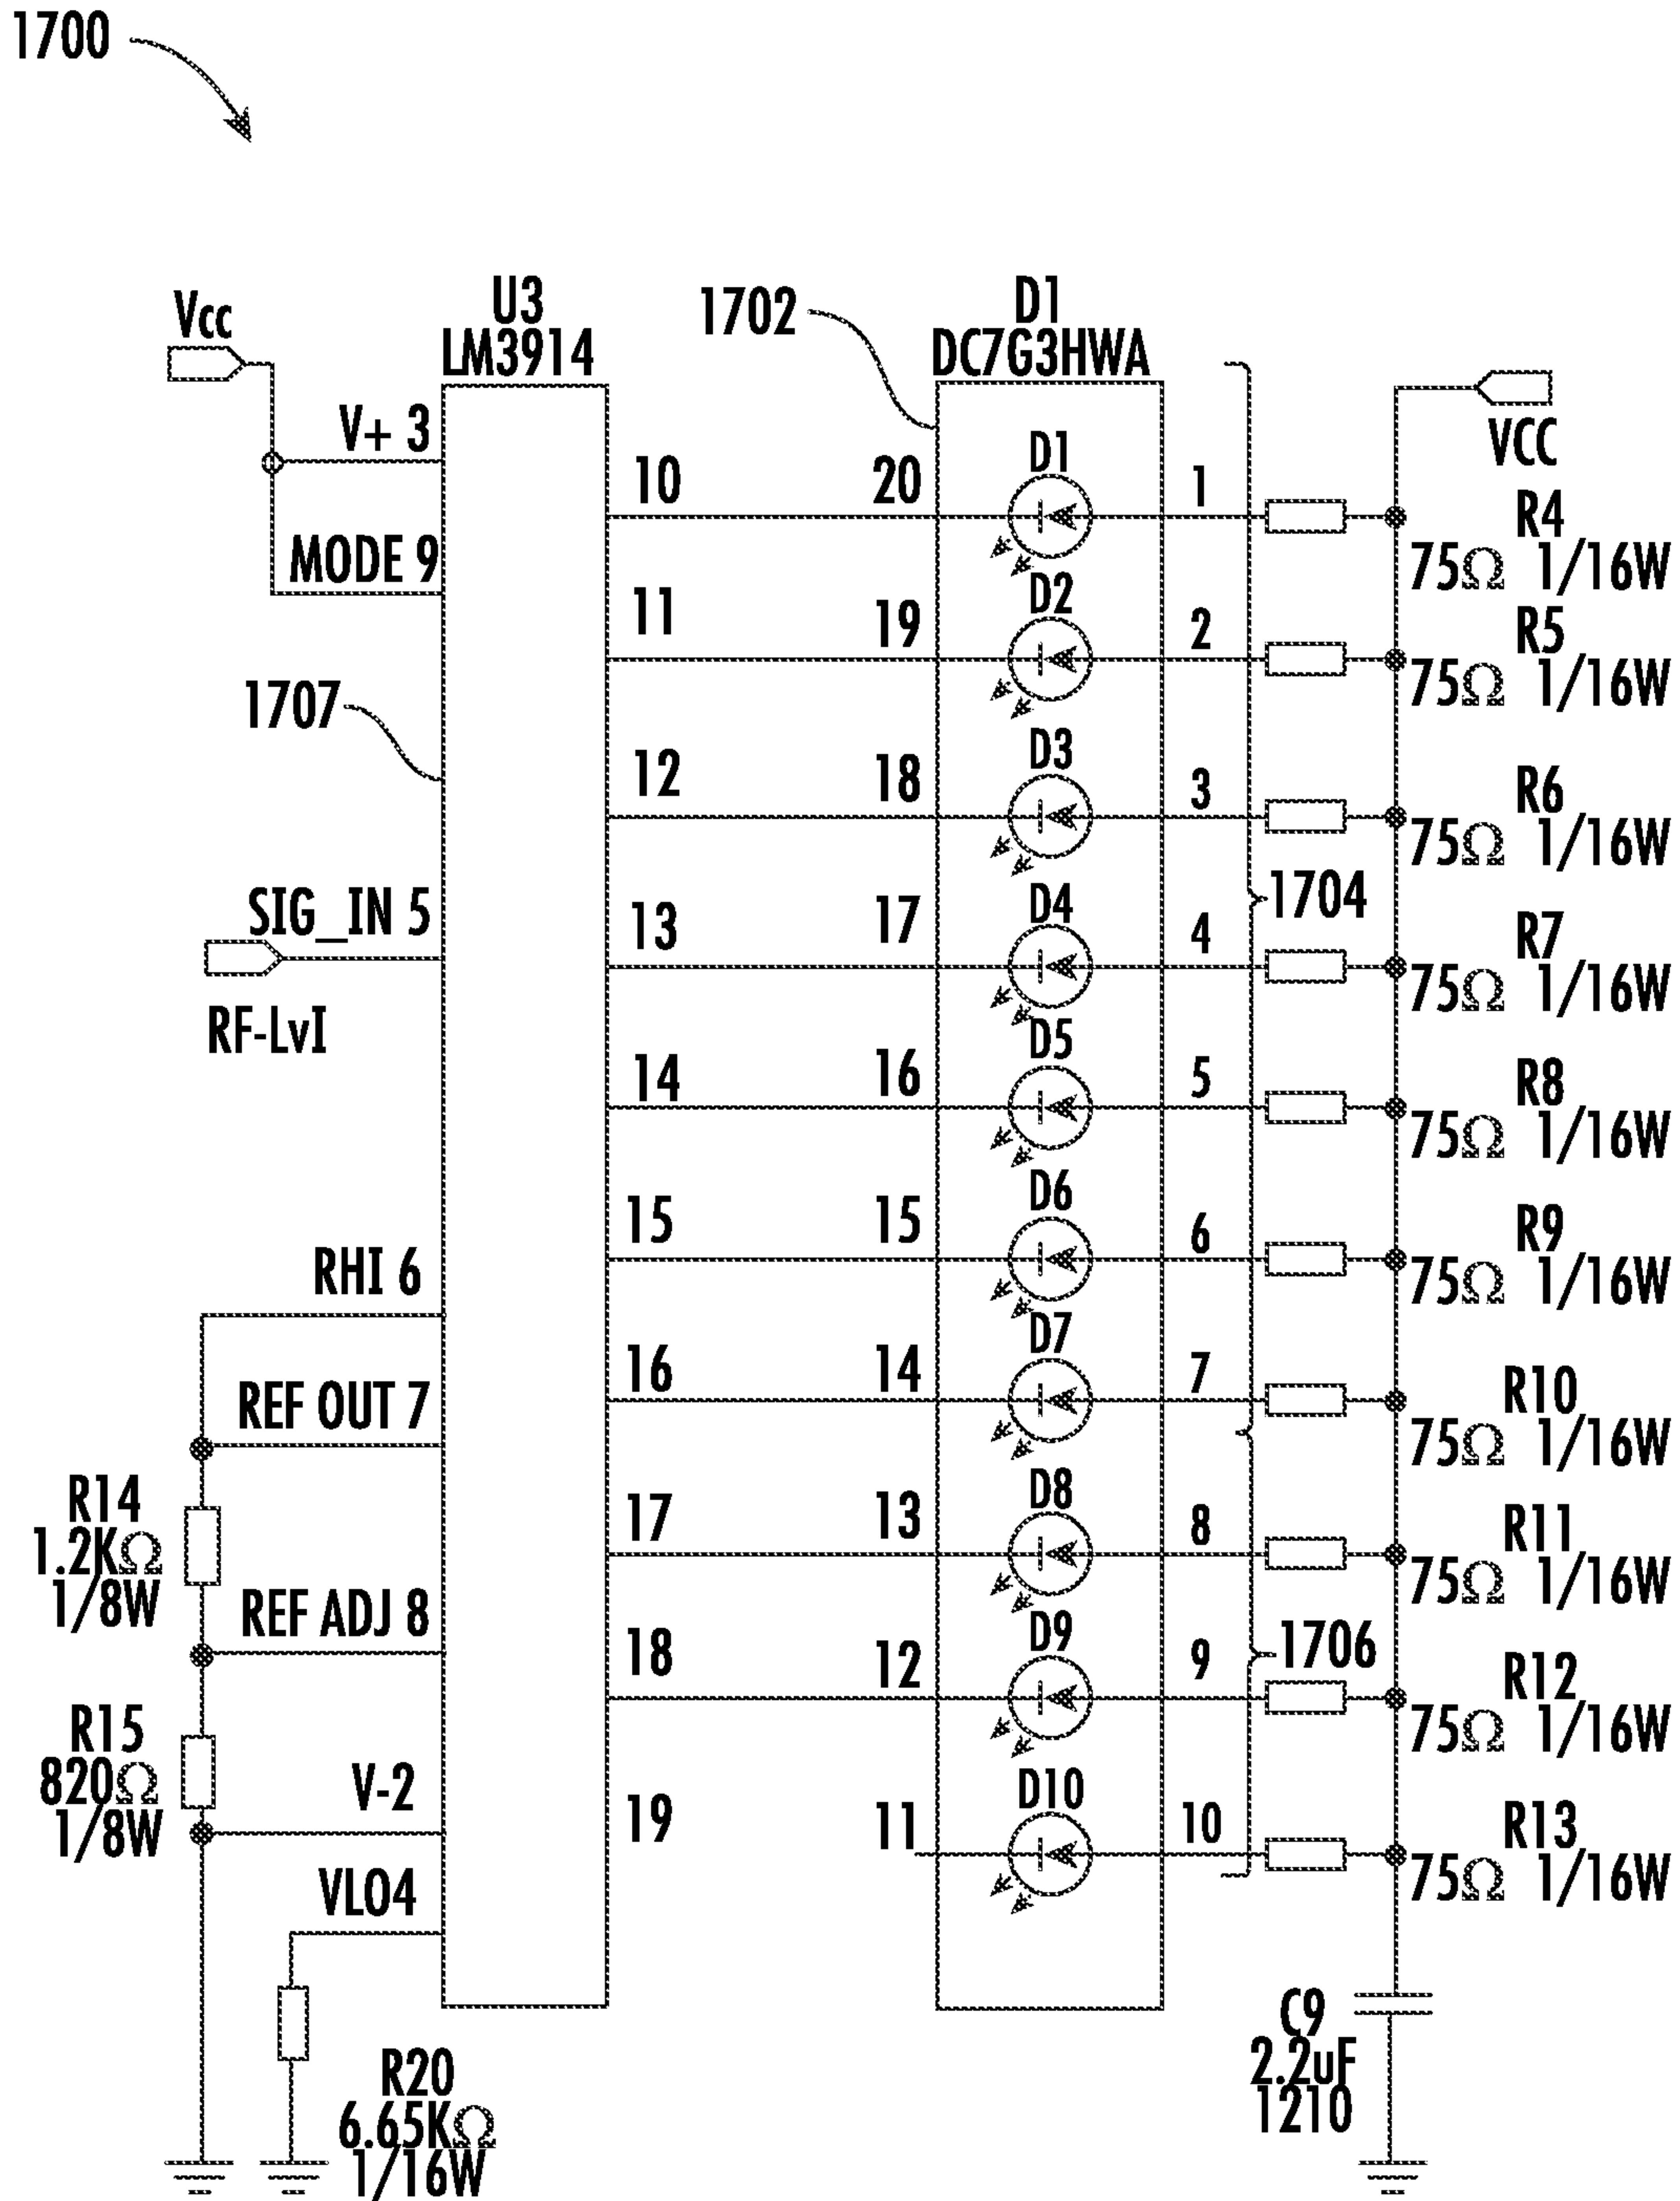 1700
Vcc
U3
LM3914
1702
D1
DC7G3HWA
VCC
V+ 3
MODE 9
1707
SIG_IN 5
RF-Lvl
RHI 6
REF OUT 7
R14
1.2KΩ
1/8W
REF ADJ 8
R15
820Ω
1/8W
V-2
VLO4
R20
6.65KΩ
1/16W
10 20 D1 1
R4
75Ω 1/16W
11 19 D2 2
R5
75Ω 1/16W
12 18 D3 3
R6
75Ω 1/16W
1704
13 17 D4 4
R7
75Ω 1/16W
14 16 D5 5
R8
75Ω 1/16W
15 15 D6 6
R9
75Ω 1/16W
16 14 D7 7
R10
75Ω 1/16W
17 13 D8 8
R11
75Ω 1/16W
1706
18 12 D9 9
R12
75Ω 1/16W
19 11 D10 10
R13
75Ω 1/16W
C9
2.2uF
1210